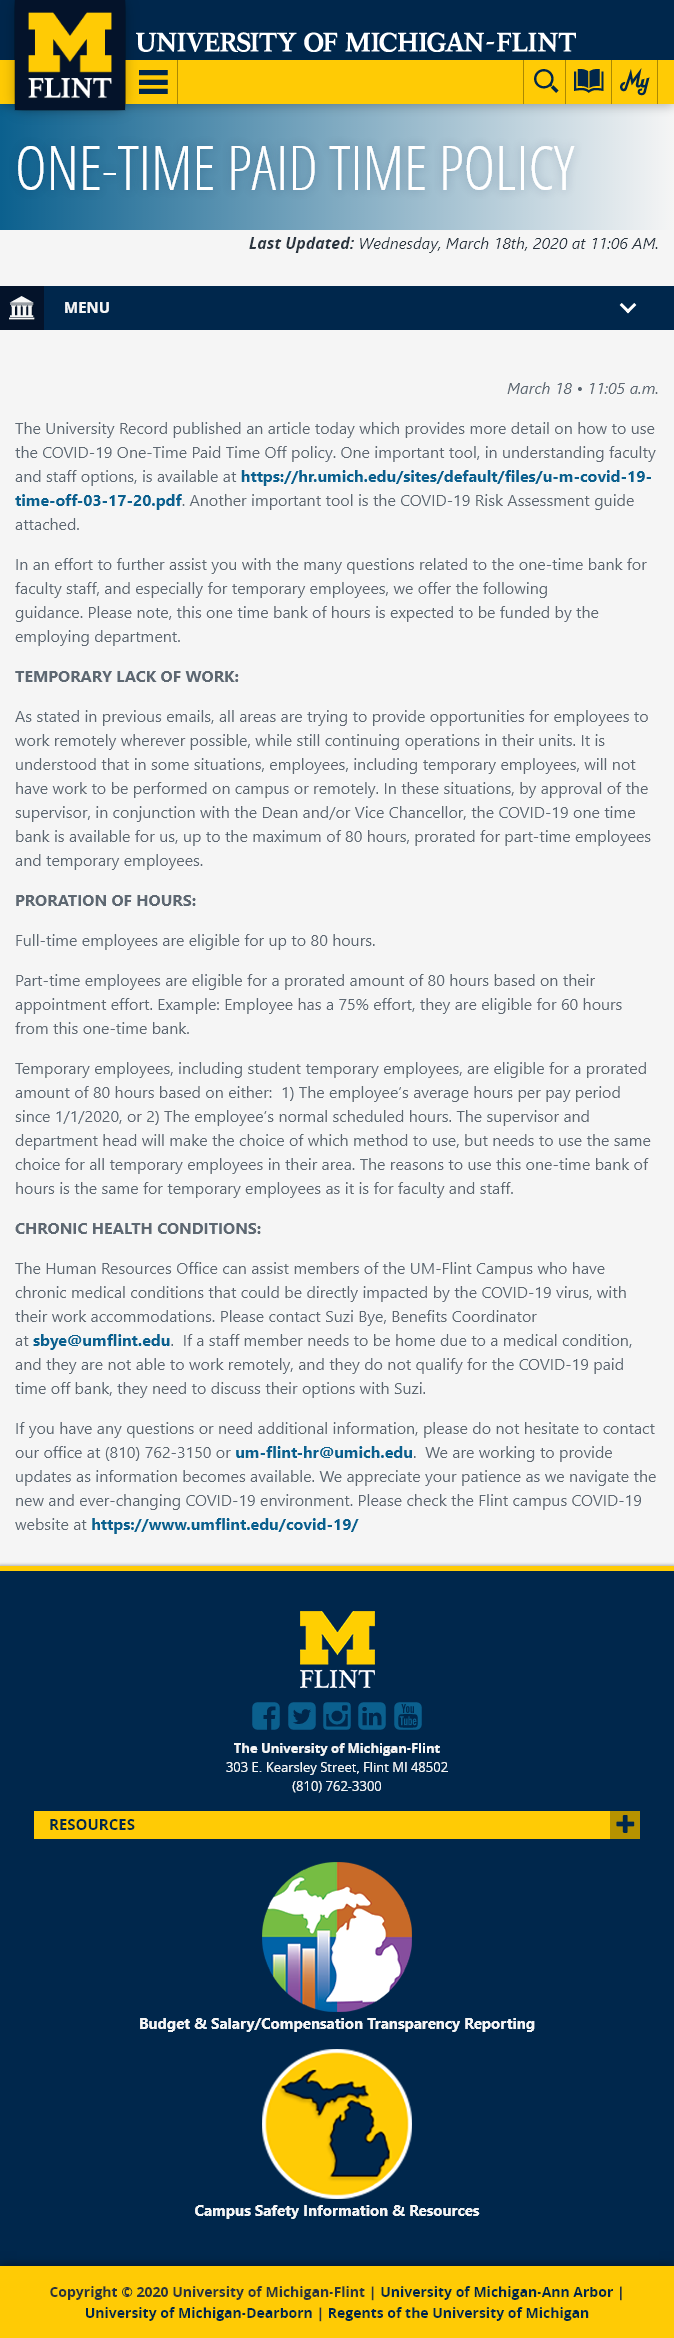 M
FLINT
UNIVERSITY OF MICHIGAN-FLINT
My
ONE-TIME PAID TIME POLICY
Last Updated: Wednesday, March 18th, 2020 at 11:06 AM.
MENU
March 18 • 11:05 a.m.
The University Record published an article today which provides more detail on how to use
the COVID-19 One-Time Paid Time Off policy. One important tool, in understanding faculty
and staff options, is available at https://hr.umich.edu/sites/default/files/u-m-covid-19-
time-off-03-17-20.pdf. Another important tool is the COVID-19 Risk Assessment guide
attached.
In an effort to further assist you with the many questions related to the one-time bank for
faculty staff, and especially for temporary employees, we offer the following
guidance. Please note, this one time bank of hours is expected to be funded by the
employing department.
TEMPORARY LACK OF WORK:
As stated in previous emails, all areas are trying to provide opportunities for employees to
work remotely wherever possible, while still continuing operations in their units. It is
understood that in some situations, employees, including temporary employees, will not
have work to be performed on campus or remotely. In these situations, by approval of the
supervisor, in conjunction with the Dean and/or Vice Chancellor, the COVID-19 one time
bank is available for us, up to the maximum of 80 hours, prorated for part-time employees
and temporary employees.
PRORATION OF HOURS:
Full-time employees are eligible for up to 80 hours.
Part-time employees are eligible for a prorated amount of 80 hours based on their
appointment effort. Example: Employee has a 75% effort, they are eligible for 60 hours
from this one-time bank.
Temporary employees, including student temporary employees, are eligible for a prorated
amount of 80 hours based on either:  1) The employee's average hours per pay period
since 1/1/2020, or 2) The employee's normal scheduled hours. The supervisor and
department head will make the choice of which method to use, but needs to use the same
choice for all temporary employees in their area. The reasons to use this one-time bank of
hours is the same for temporary employees as it is for faculty and staff.
CHRONIC HEALTH CONDITIONS:
The Human Resources Office can assist members of the UM-Flint Campus who have
chronic medical conditions that could be directly impacted by the COVID-19 virus, with
their work accommodations. Please contact Suzi Bye, Benefits Coordinator
at sbye@umflint.edu.  If a staff member needs to be home due to a medical condition,
and they are not able to work remotely, and they do not qualify for the COVID-19 paid
time off bank, they need to discuss their options with Suzi.
If you have any questions or need additional information, please do not hesitate to contact
our office at (810) 762-3150 or um-flint-hr@umich.edu.  We are working to provide
updates as information becomes available. We appreciate your patience as we navigate the
new and ever-changing COVID-19 environment. Please check the Flint campus COVID-19
website at https://www.umflint.edu/covid-19/
M
FLINT
You Tube
The University of Michigan-Flint
303 E. Kearsley Street, Flint MI 48502
(810) 762-3300
RESOURCES
Budget & Salary/Compensation Transparency Reporting
Campus Safety Information & Resources
Copyright © 2020 University of Michigan-Flint | University of Michigan-Ann Arbor |
University of Michigan-Dearborn | Regents of the University of Michigan